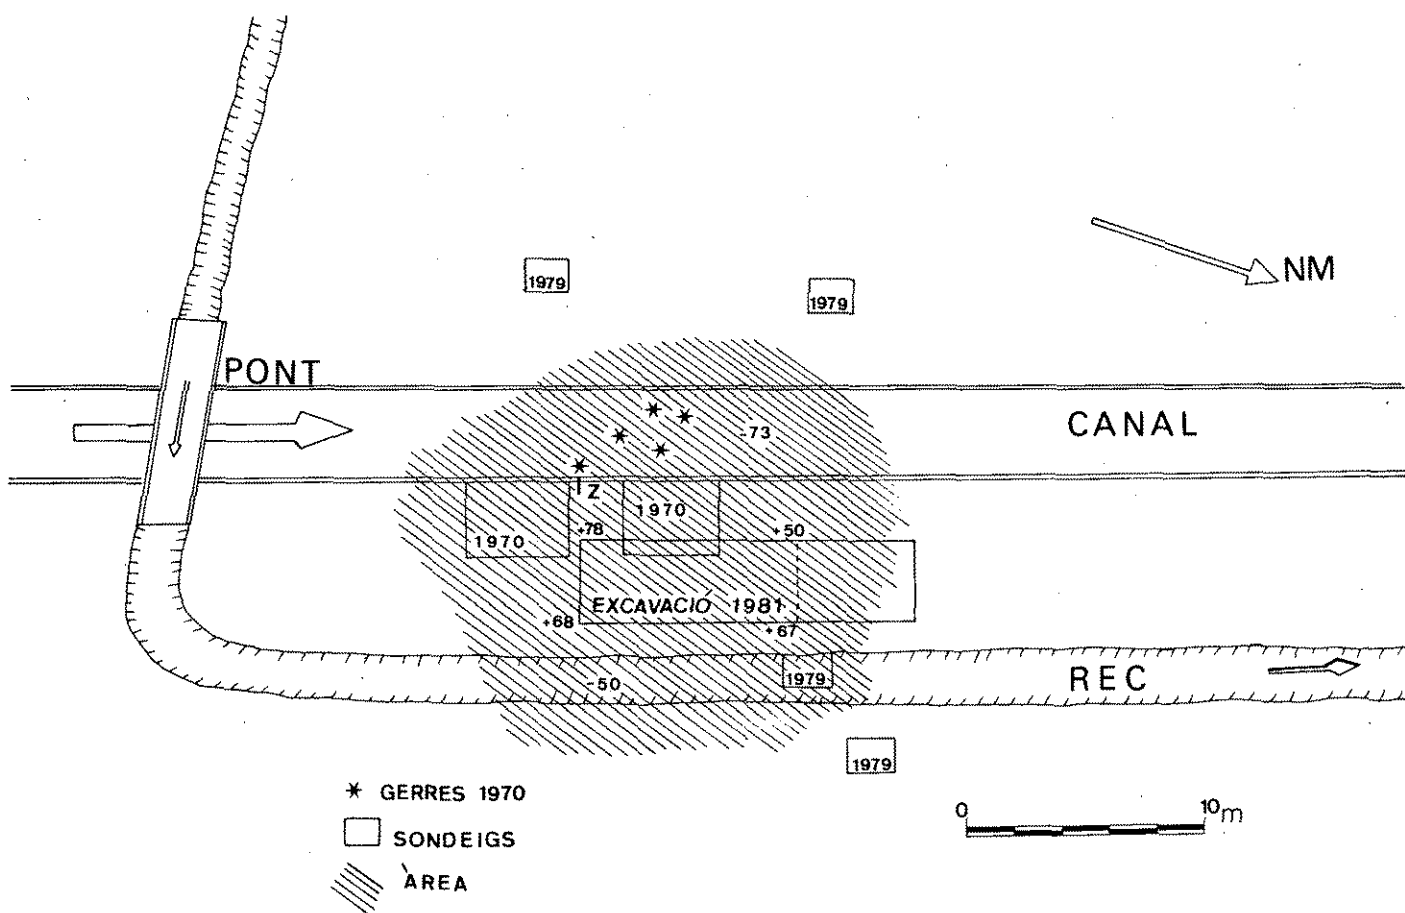 1979
1979
NM
PONT
CANAL
-73
Z
1970
1970
+78
+50
EXCAVACIÓ 1981
+68
+67
-50
1979
REC
1979
GERRES 1970
SONDEIGS
ÀREA
0 10m